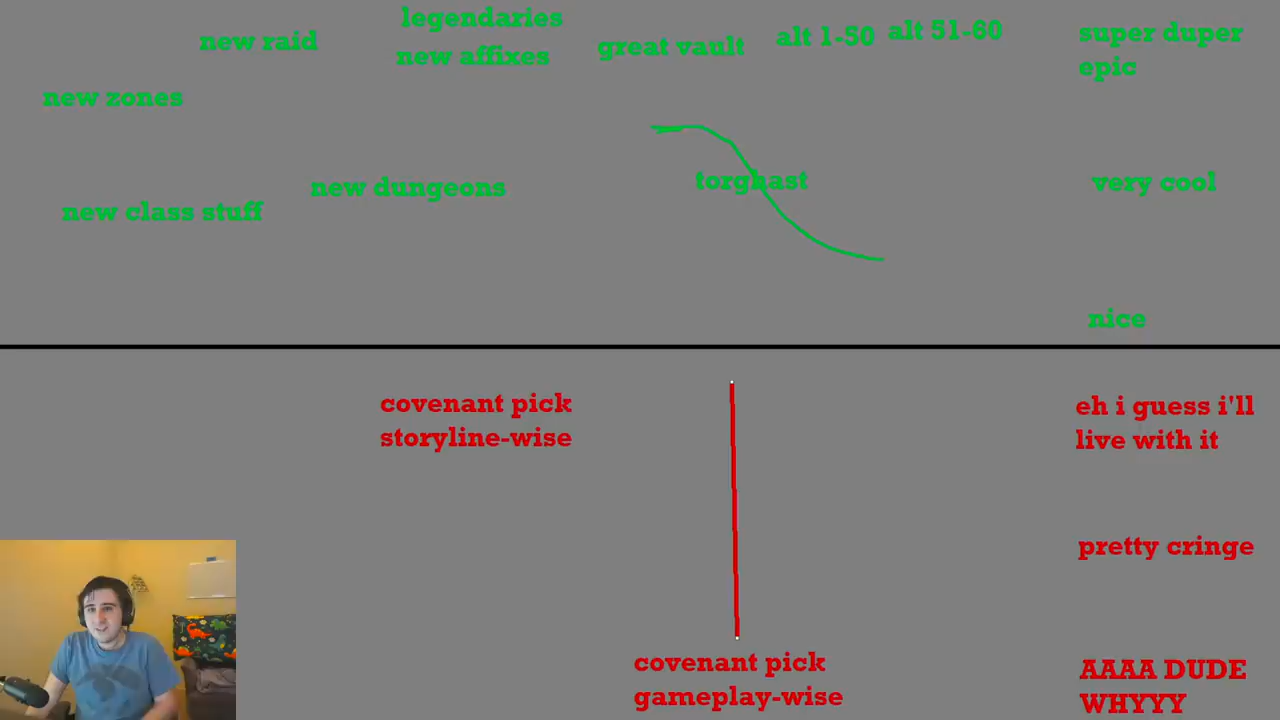 legendaries
new raid
new affixes
great vault
alt 1-50
alt 51-60
super duper
epic
new zones
new dungeons
torghast
very cool
new class stuff
nice
covenant pick
storyline-wise
eh i guess i'll
live with it
pretty cringe
covenant pick
gameplay-wise
AAAA DUDE
WHYYY